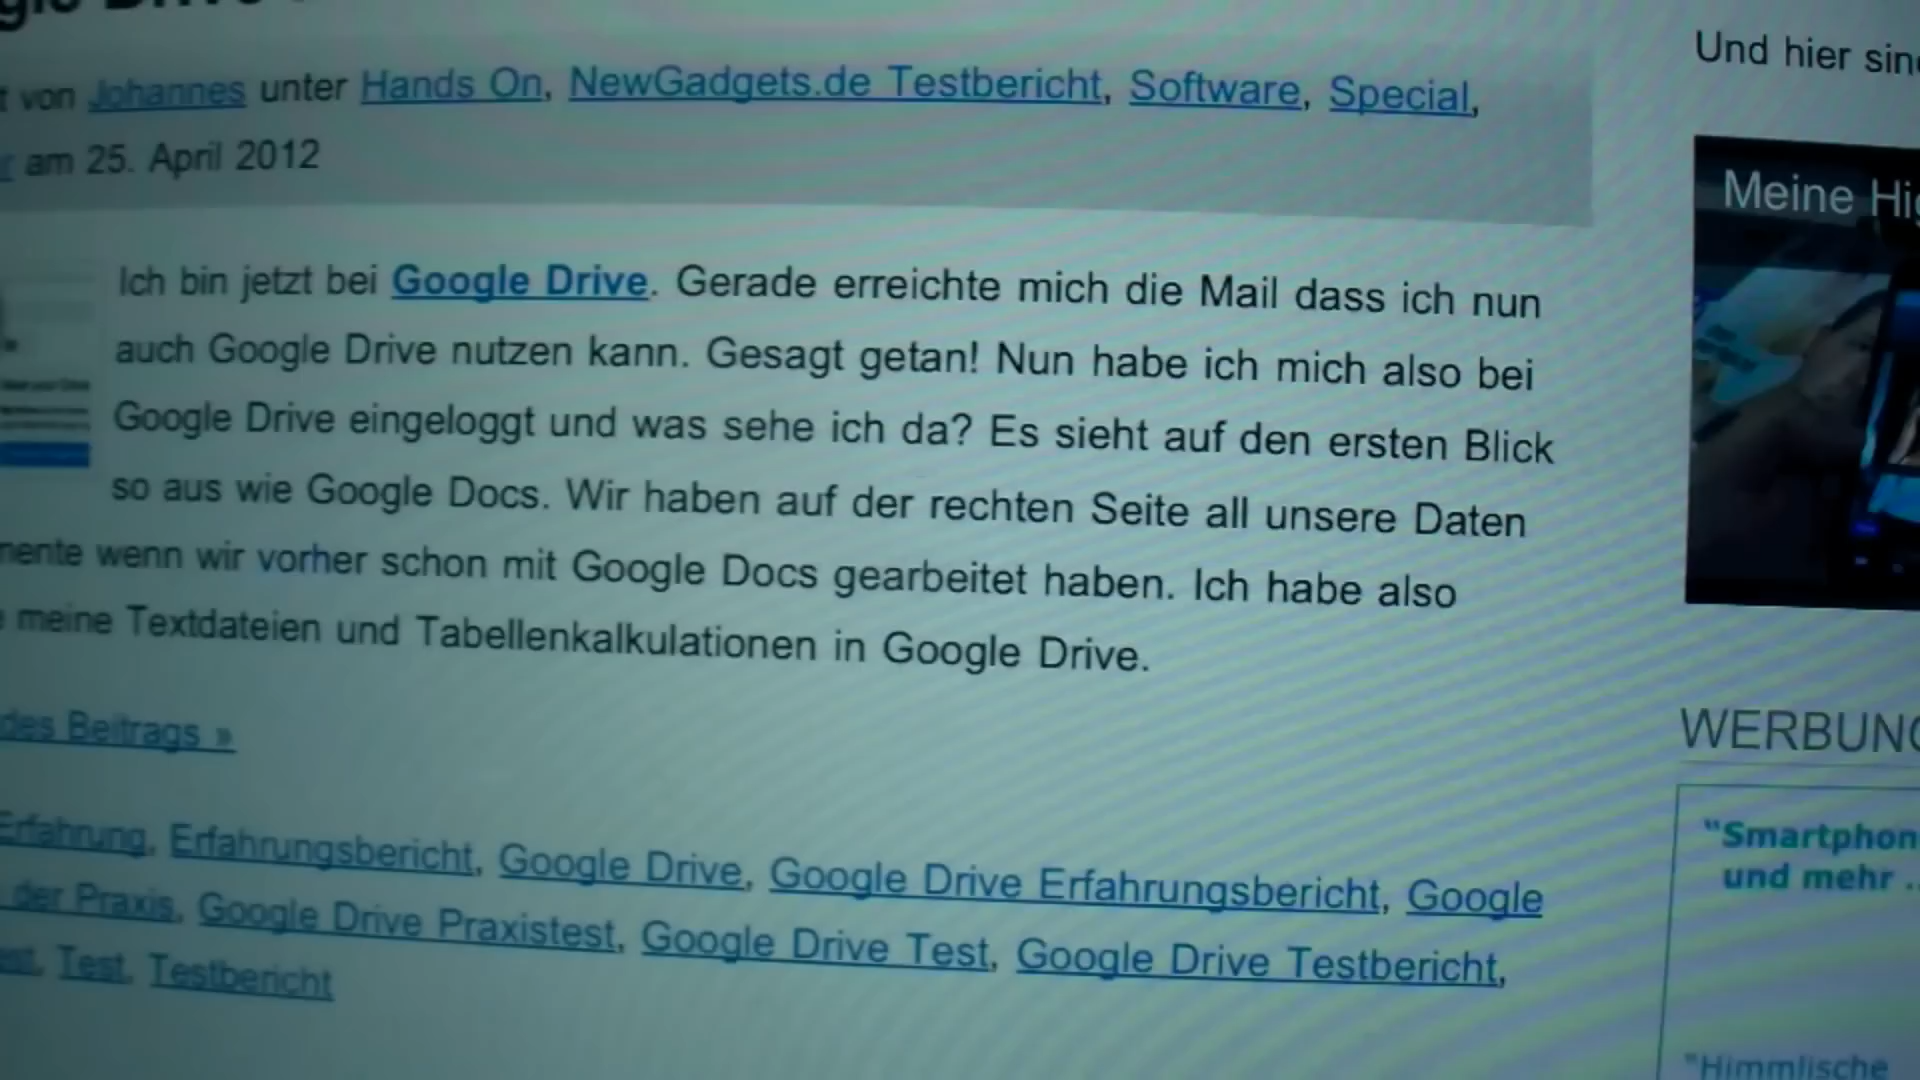 von Johannes unter Hands On, NewGadgets.de Testbericht, Software, Special,
am 25. April 2012
Ich bin jetzt bei Google Drive. Gerade erreichte mich die Mail dass ich nun
auch Google Drive nutzen kann. Gesagt getan! Nun habe ich mich also bei
Google Drive eingeloggt und was sehe ich da? Es sieht auf den ersten Blick
so aus wie Google Docs. Wir haben auf der rechten Seite all unsere Daten
wenn wir vorher schon mit Google Docs gearbeitet haben. Ich habe also
meine Textdateien und Tabellenkalkulationen in Google Drive.
des Beitrags »
Erfahrung, Erfahrungsbericht, Google Drive, Google Drive Erfahrungsbericht, Google
der Praxis, Google Drive Praxistest, Google Drive Test, Google Drive Testbericht,
Test, Testbericht
Und hier
Meine
WERBUNG
"Smartphon
und mehr ..
"Himmlische